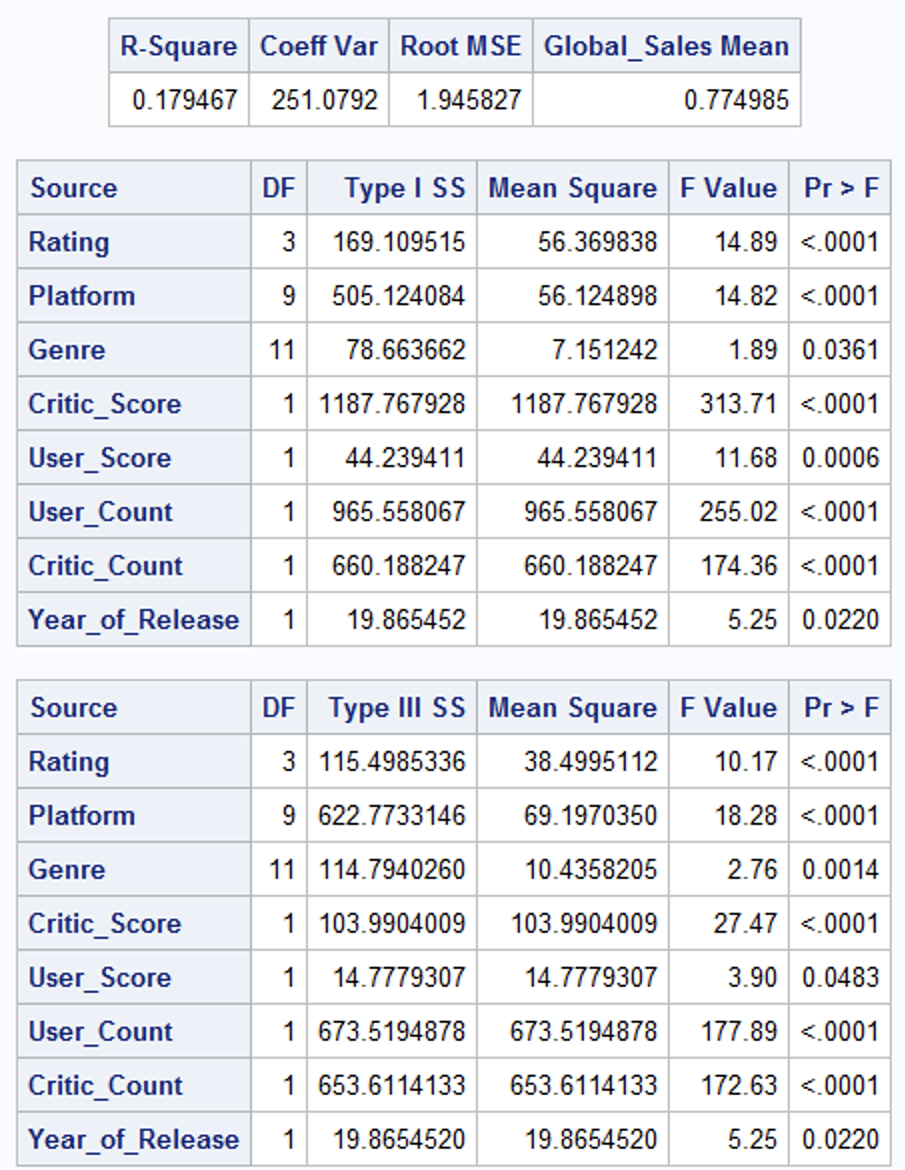 R-Square Coeff Var Root MSE Global_Sales Mean
0.179467 251.0792 1.945827 0.774985
Source DF Type I SS Mean Square F Value Pr > F
Rating 3 169.109515 56.369838 14.89 <.0001
Platform 9 505.124084 56.124898 14.82 <.0001
Genre 11 78.663662 7.151242 1.89 0.0361
Critic_Score 1 1187.767928 1187.767928 313.71 <.0001
User_Score 1 44.239411 44.239411 11.68 0.0006
User_Count 1 965.558067 965.558067 255.02 <.0001
Critic_Count 1 660.188247 660.188247 174.36 <.0001
Year_of_Release 1 19.865452 19.865452 5.25 0.0220
Source DF Type III SS Mean Square F Value Pr > F
Rating 3 115.4985336 38.4995112 10.17 <.0001
Platform 9 622.7733146 69.1970350 18.28 <.0001
Genre 11 114.7940260 10.4358205 2.76 0.0014
Critic_Score 1 103.9904009 103.9904009 27.47 <.0001
User_Score 1 14.7779307 14.7779307 3.90 0.0483
User_Count 1 673.5194878 673.5194878 177.89 <.0001
Critic_Count 1 653.6114133 653.6114133 172.63 <.0001
Year_of_Release 1 19.8654520 19.8654520 5.25 0.0220